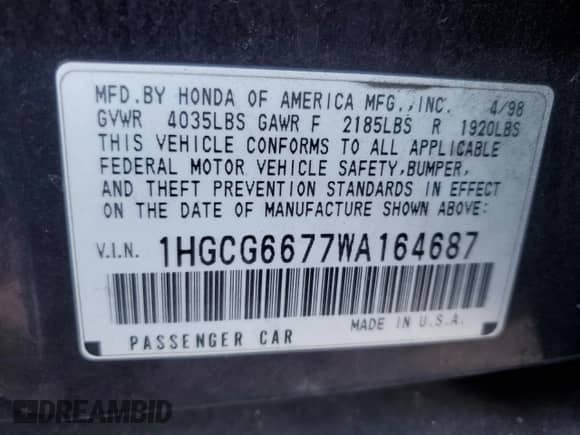 MFD.BY HONDA OF AMERICA MFG.,INC. 4/98
GVWR 4035LBS GAWR F 2185LBS R 1920LBS
THIS VEHICLE CONFORMS TO ALL APPLICABLE
FEDERAL MOTOR VEHICLE SAFETY,BUMPER,
AND THEFT PREVENTION STANDARDS IN EFFECT
ON THE DATE OF MANUFACTURE SHOWN ABOVE:
V.I.N. 1HGCG6677WA164687
PASSENGER CAR MADE IN U.S.A.
DREAMBID